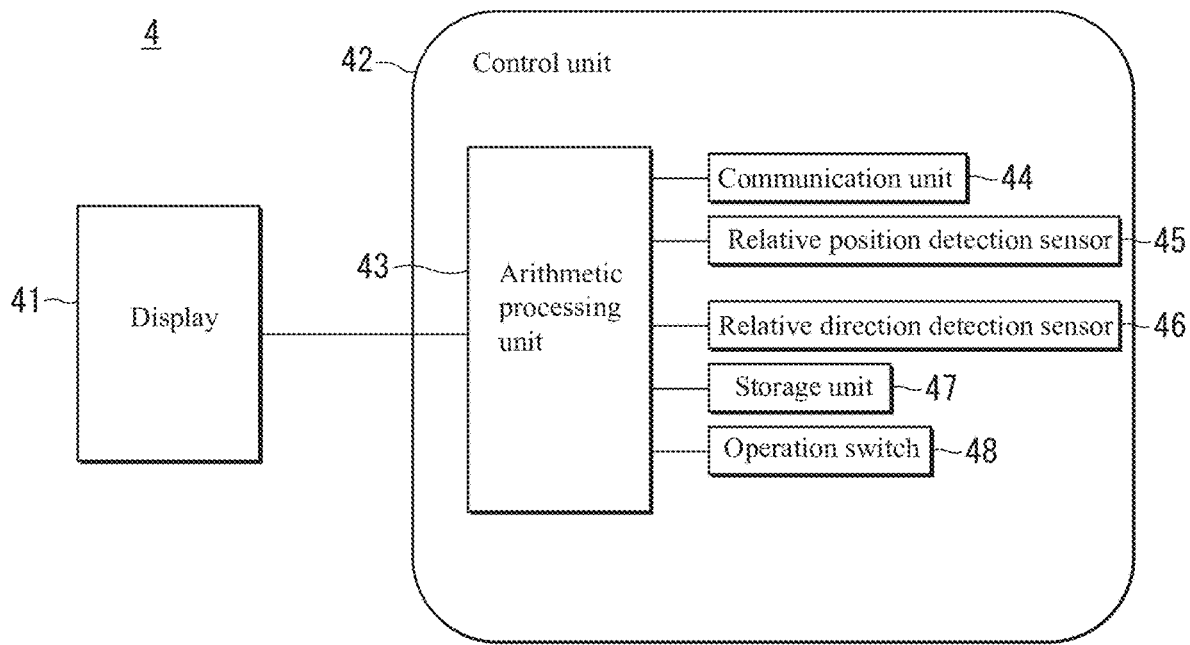 4
42
Control unit
Communication unit
44
Relative position detection sensor
45
43
Arithmetic
processing
unit
41
Display
Relative direction detection sensor
46
Storage unit
47
Operation switch
48